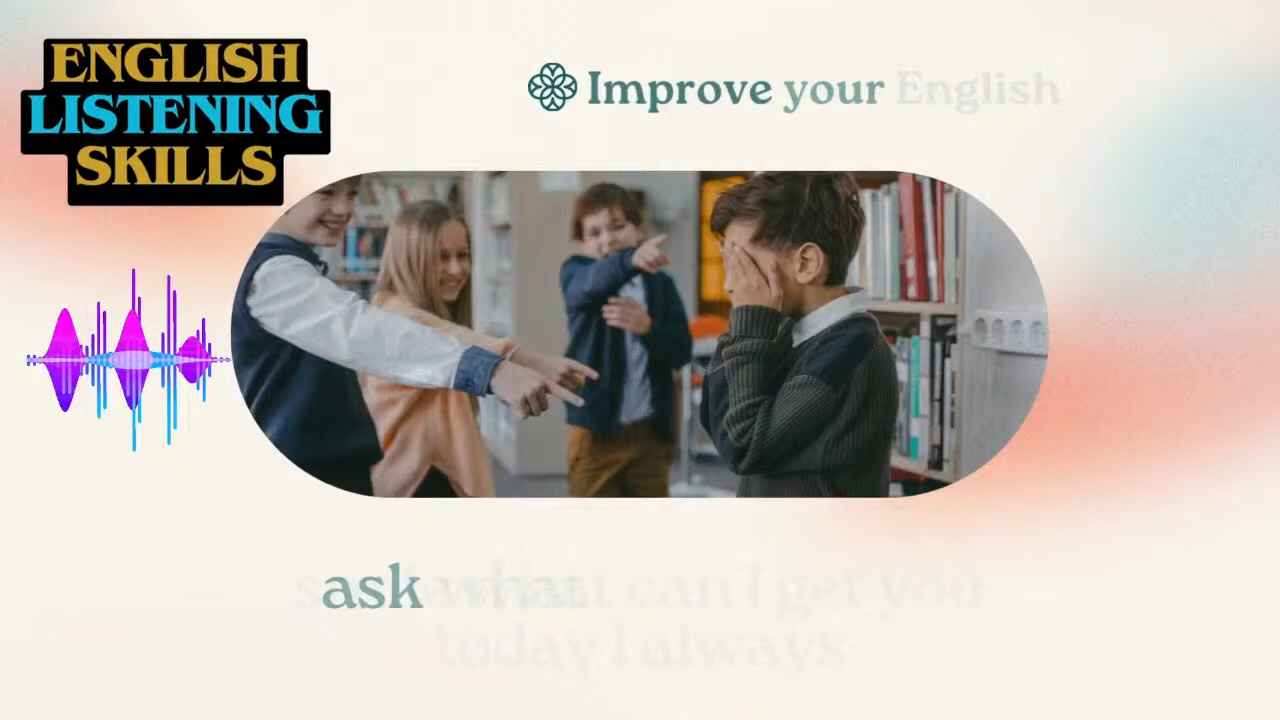 ENGLISH
LISTENING
SKILLS
Improve your English
ask what can I get you
today I always